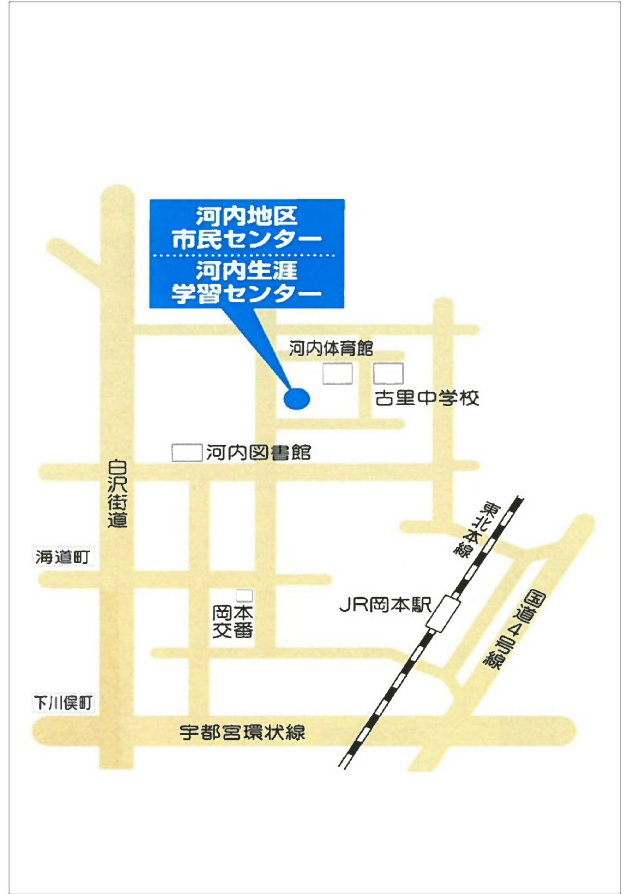 河内地区
市民センター
河内生涯
学習センター
河内体育館
古里中学校
河内図書館
白沢街道
東北本線
海道町
岡本
交番
JR岡本駅
国道4号線
下川俣町
宇都宮環状線